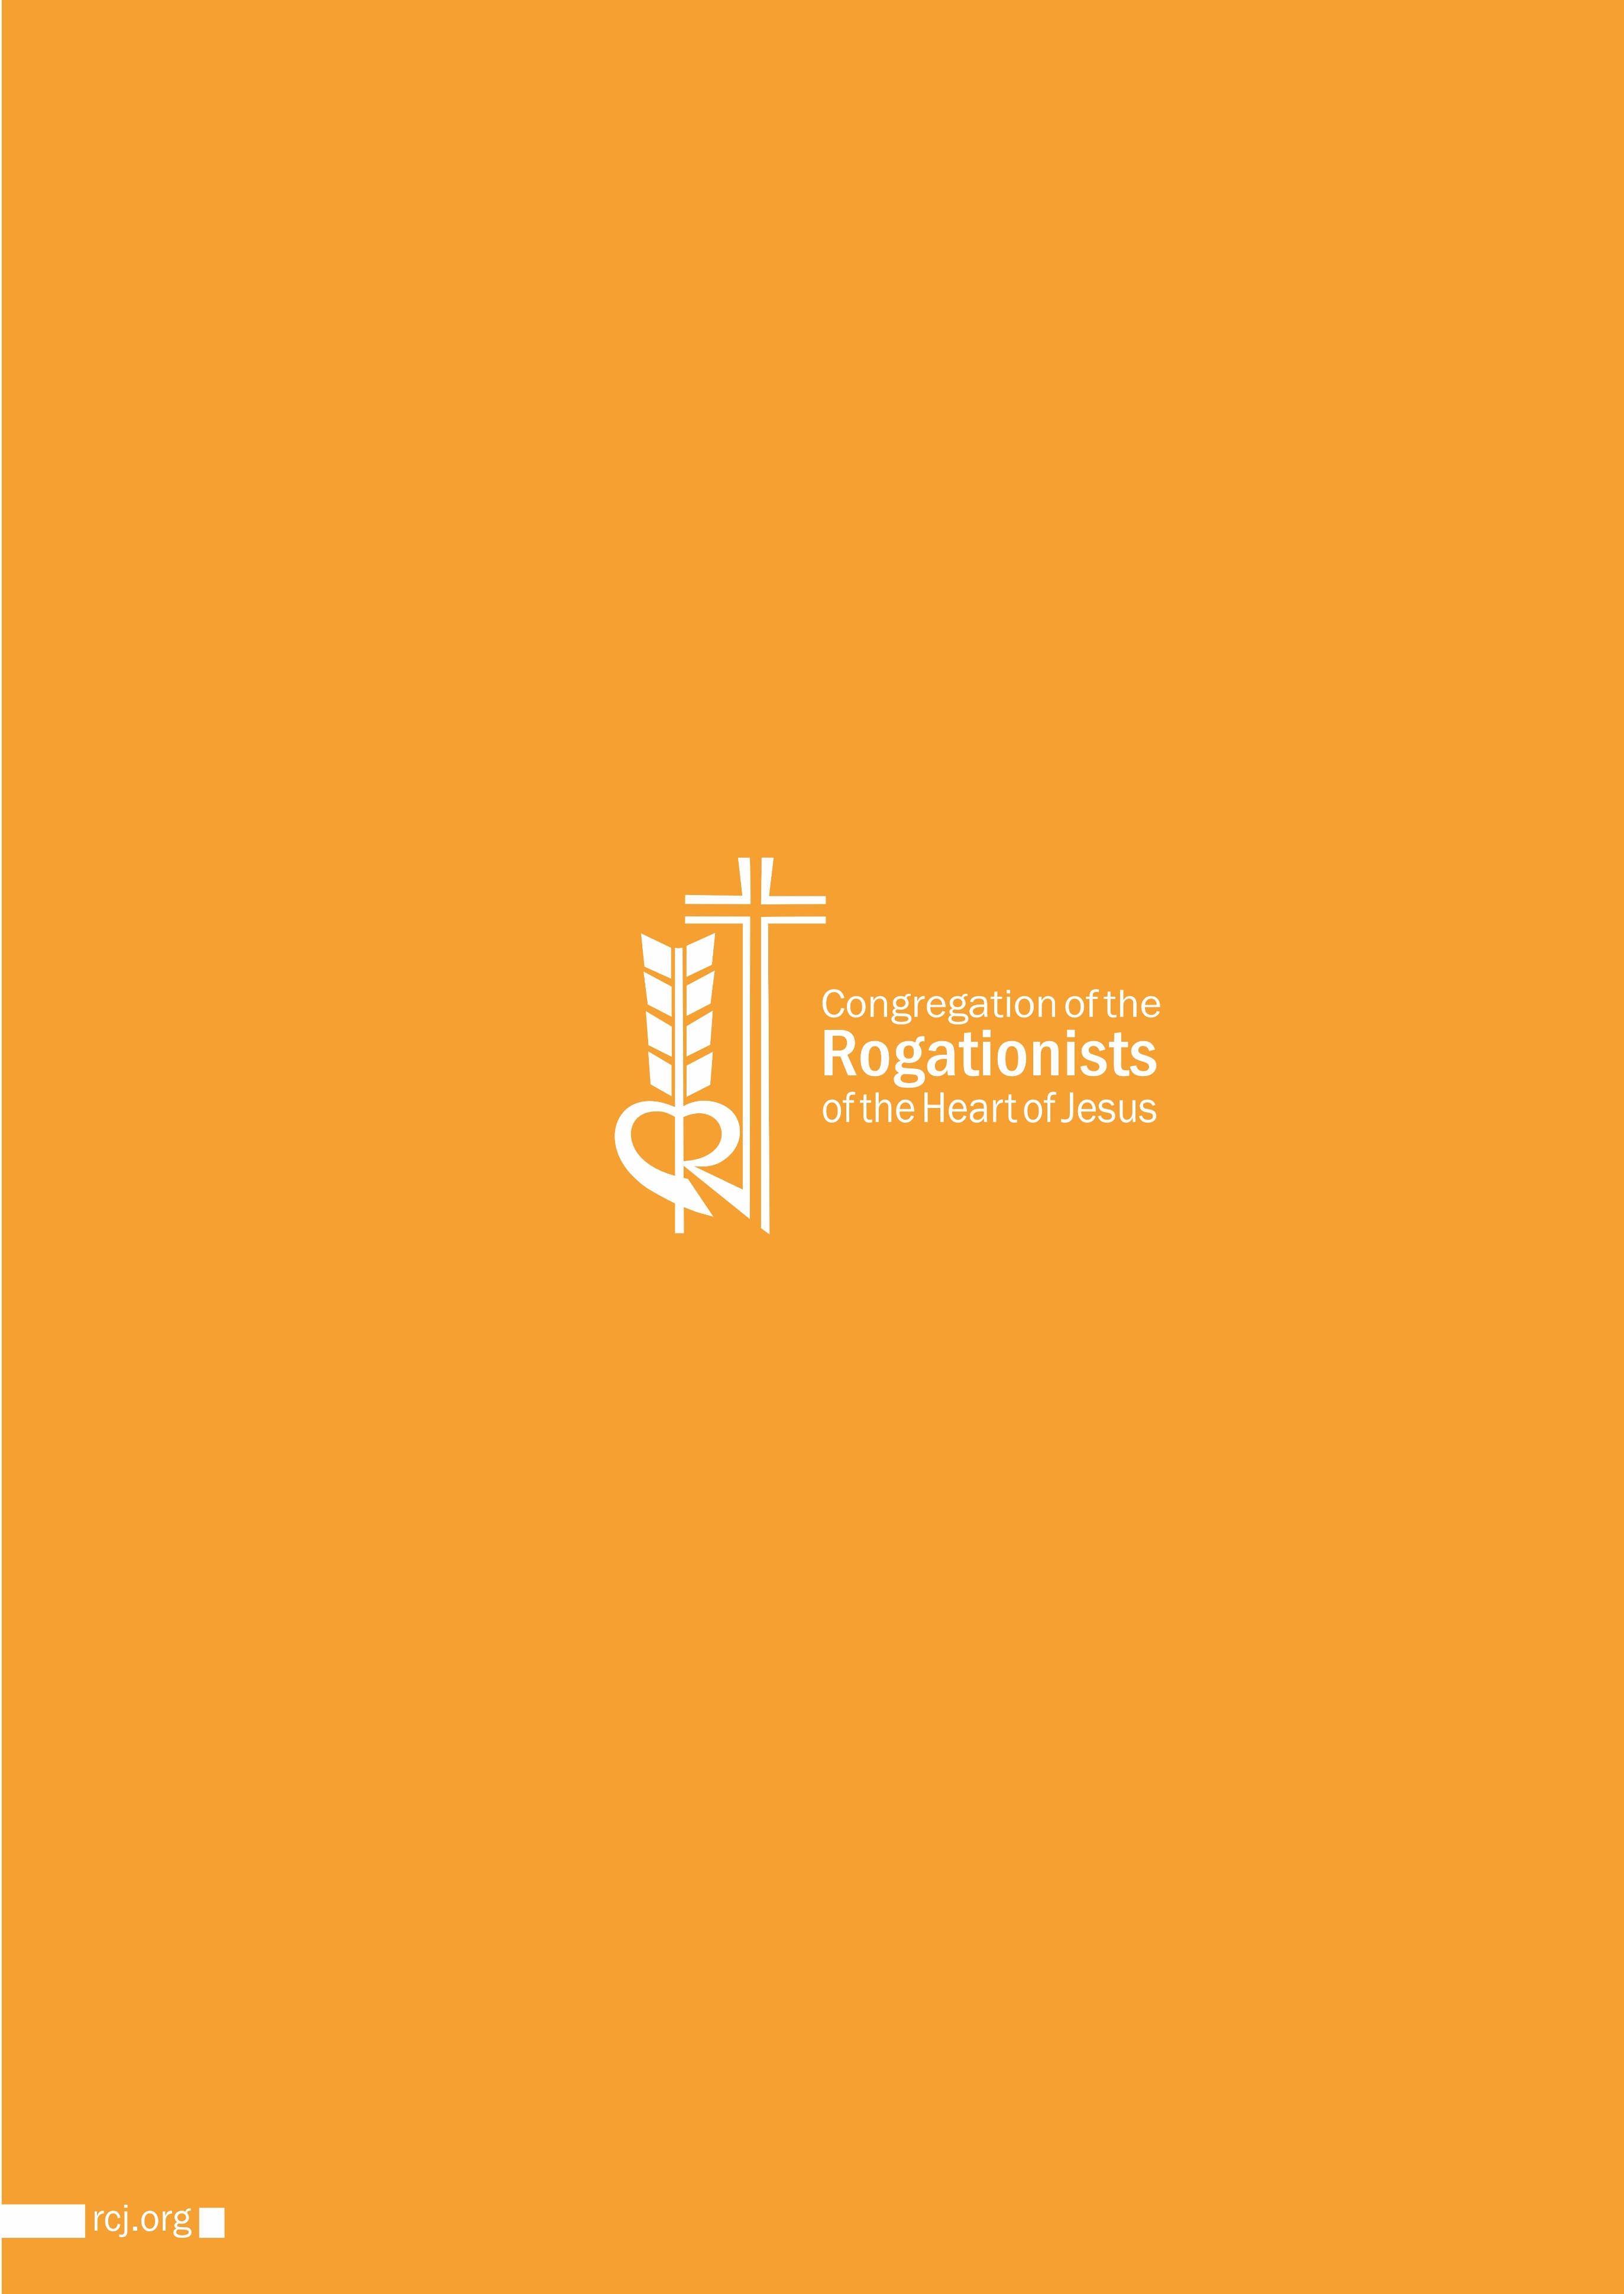 Congregation of the
Rogationists
of the Heart of Jesus
rcj.org